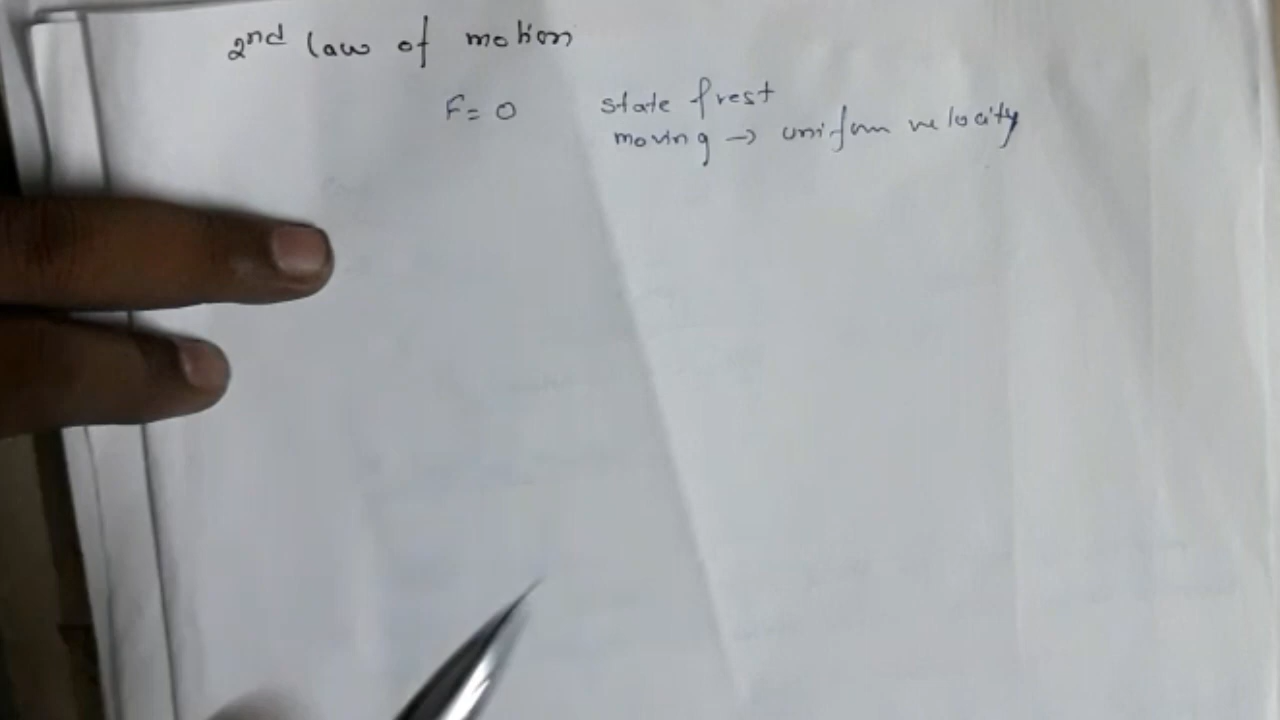 2nd law of motion
F = 0 state of rest
moving → uniform velocity